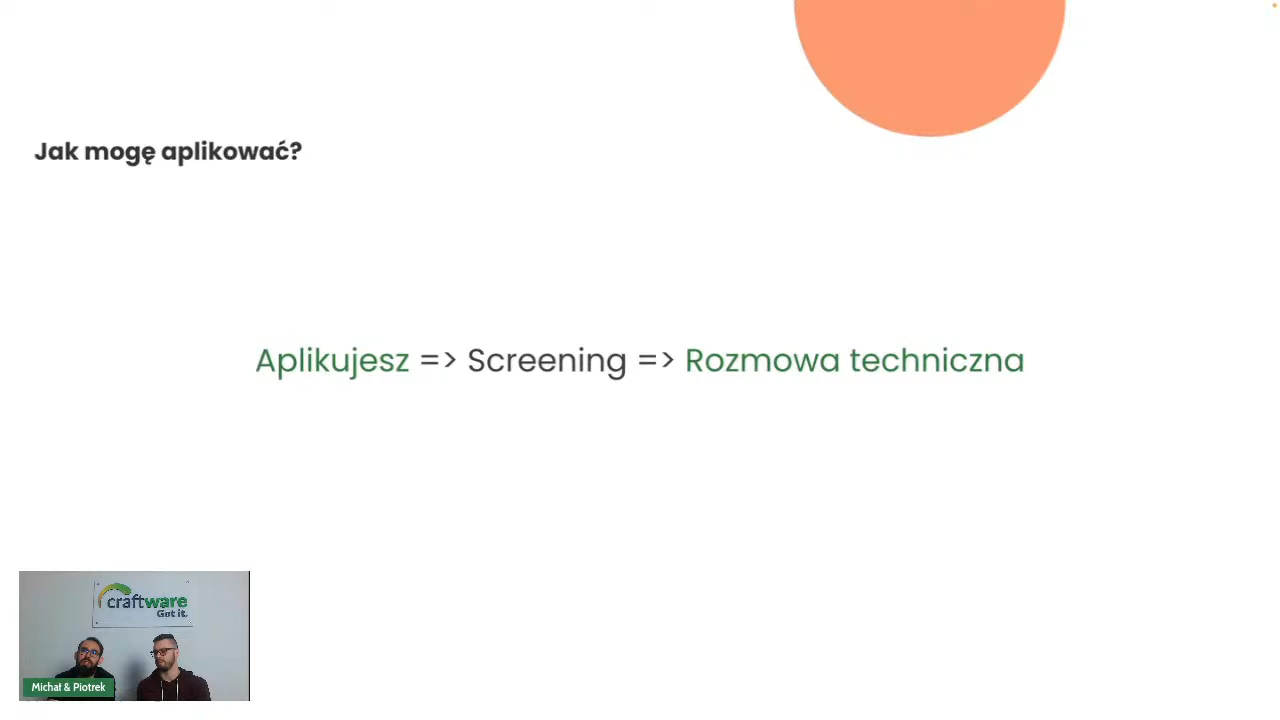 Jak mogę aplikować?
Aplikujesz => Screening => Rozmowa techniczna
craftware
Got it.
Michał & Piotrek